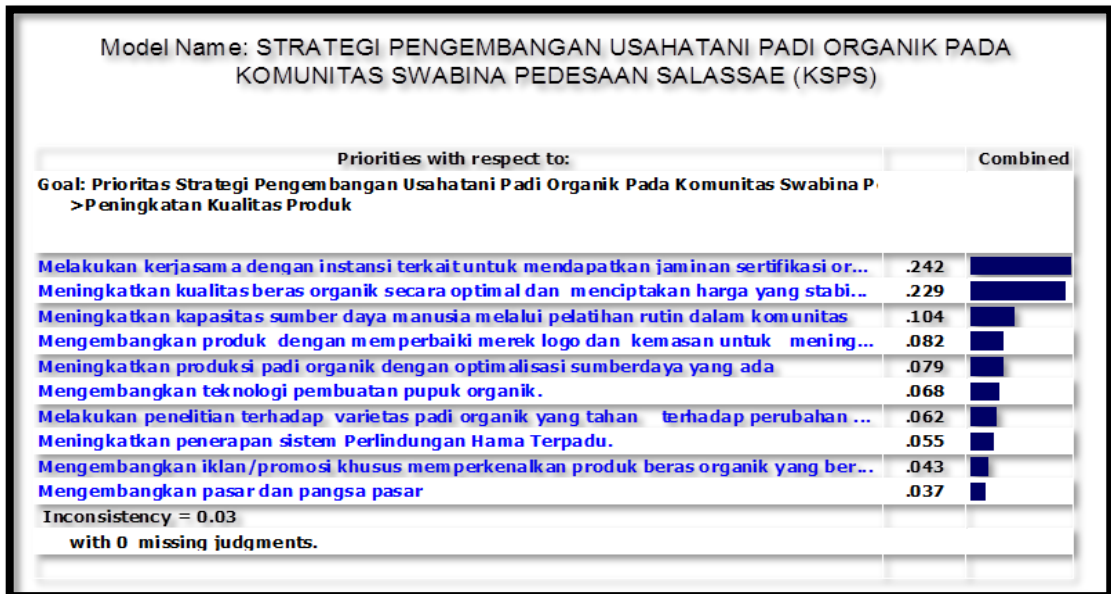 Model Name: STRATEGI PENGEMBANGAN USAHATANI PADI ORGANIK PADA
KOMUNITAS SWABINA PEDESAAN SALASSAE (KSPS)
Priorities with respect to: Combined
Goal: Prioritas Strategi Pengembangan Usahatani Padi Organik Pada Komunitas Swabina P
>Peningkatan Kualitas Produk
Melakukan kerjasama dengan instansi terkait untuk mendapatkan jaminan sertifikasi or... .242
Meningkatkan kualitas beras organik secara optimal dan menciptakan harga yang stabi... .229
Meningkatkan kapasitas sumber daya manusia melalui pelatihan rutin dalam komunitas .104
Mengembangkan produk dengan memperbaiki merek logo dan kemasan untuk mening... .082
Meningkatkan produksi padi organik dengan optimalisasi sumberdaya yang ada .079
Mengembangkan teknologi pembuatan pupuk organik. .068
Melakukan penelitian terhadap varietas padi organik yang tahan terhadap perubahan ... .062
Meningkatkan penerapan sistem Perlindungan Hama Terpadu. .055
Mengembangkan iklan/promosi khusus memperkenalkan produk beras organik yang ber... .043
Mengembangkan pasar dan pangsa pasar .037
Inconsistency = 0.03
with 0 missing judgments.